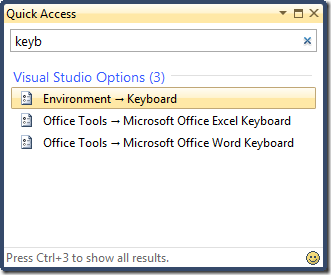 Quick Access
keyb
Visual Studio Options (3)
Environment → Keyboard
Office Tools → Microsoft Office Excel Keyboard
Office Tools → Microsoft Office Word Keyboard
Press Ctrl+3 to show all results.